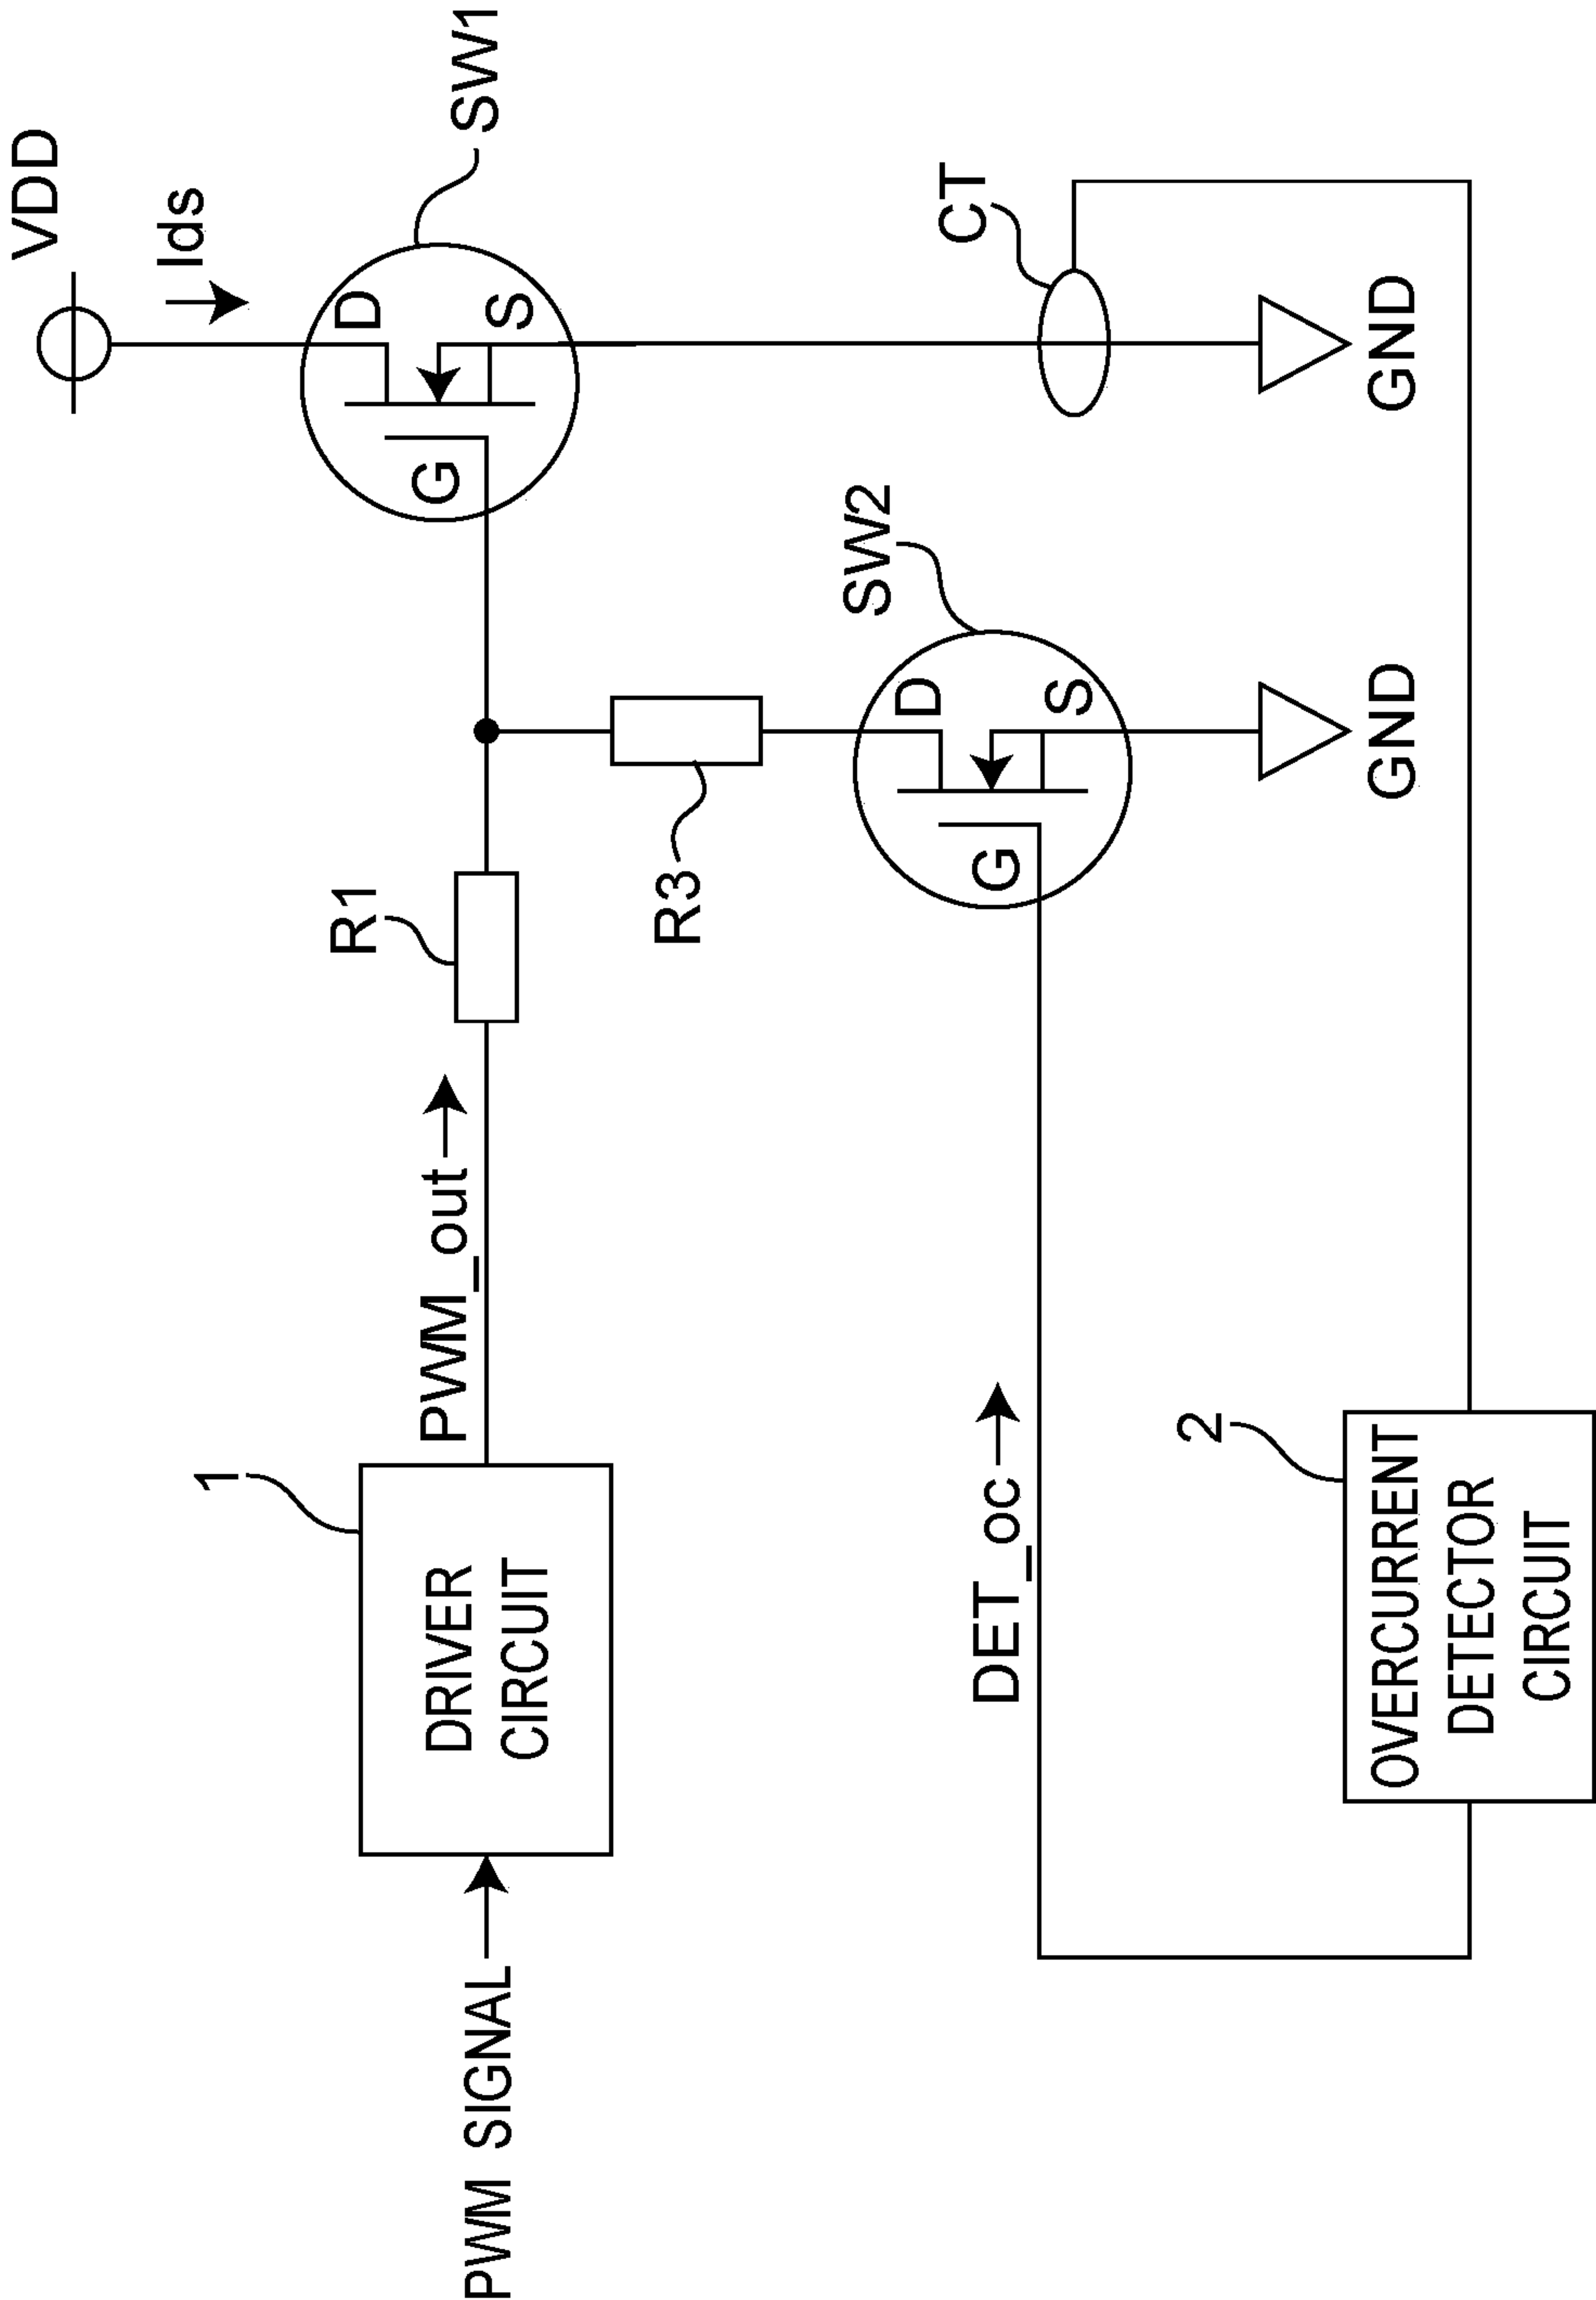 VDD
Ids
SW1
D
S
G
1
DRIVER
CIRCUIT
PWM SIGNAL
PWM_out
R1
R3
SW2
D
S
G
CT
DET_oc
2
OVERCURRENT
DETECTOR
CIRCUIT
GND
GND